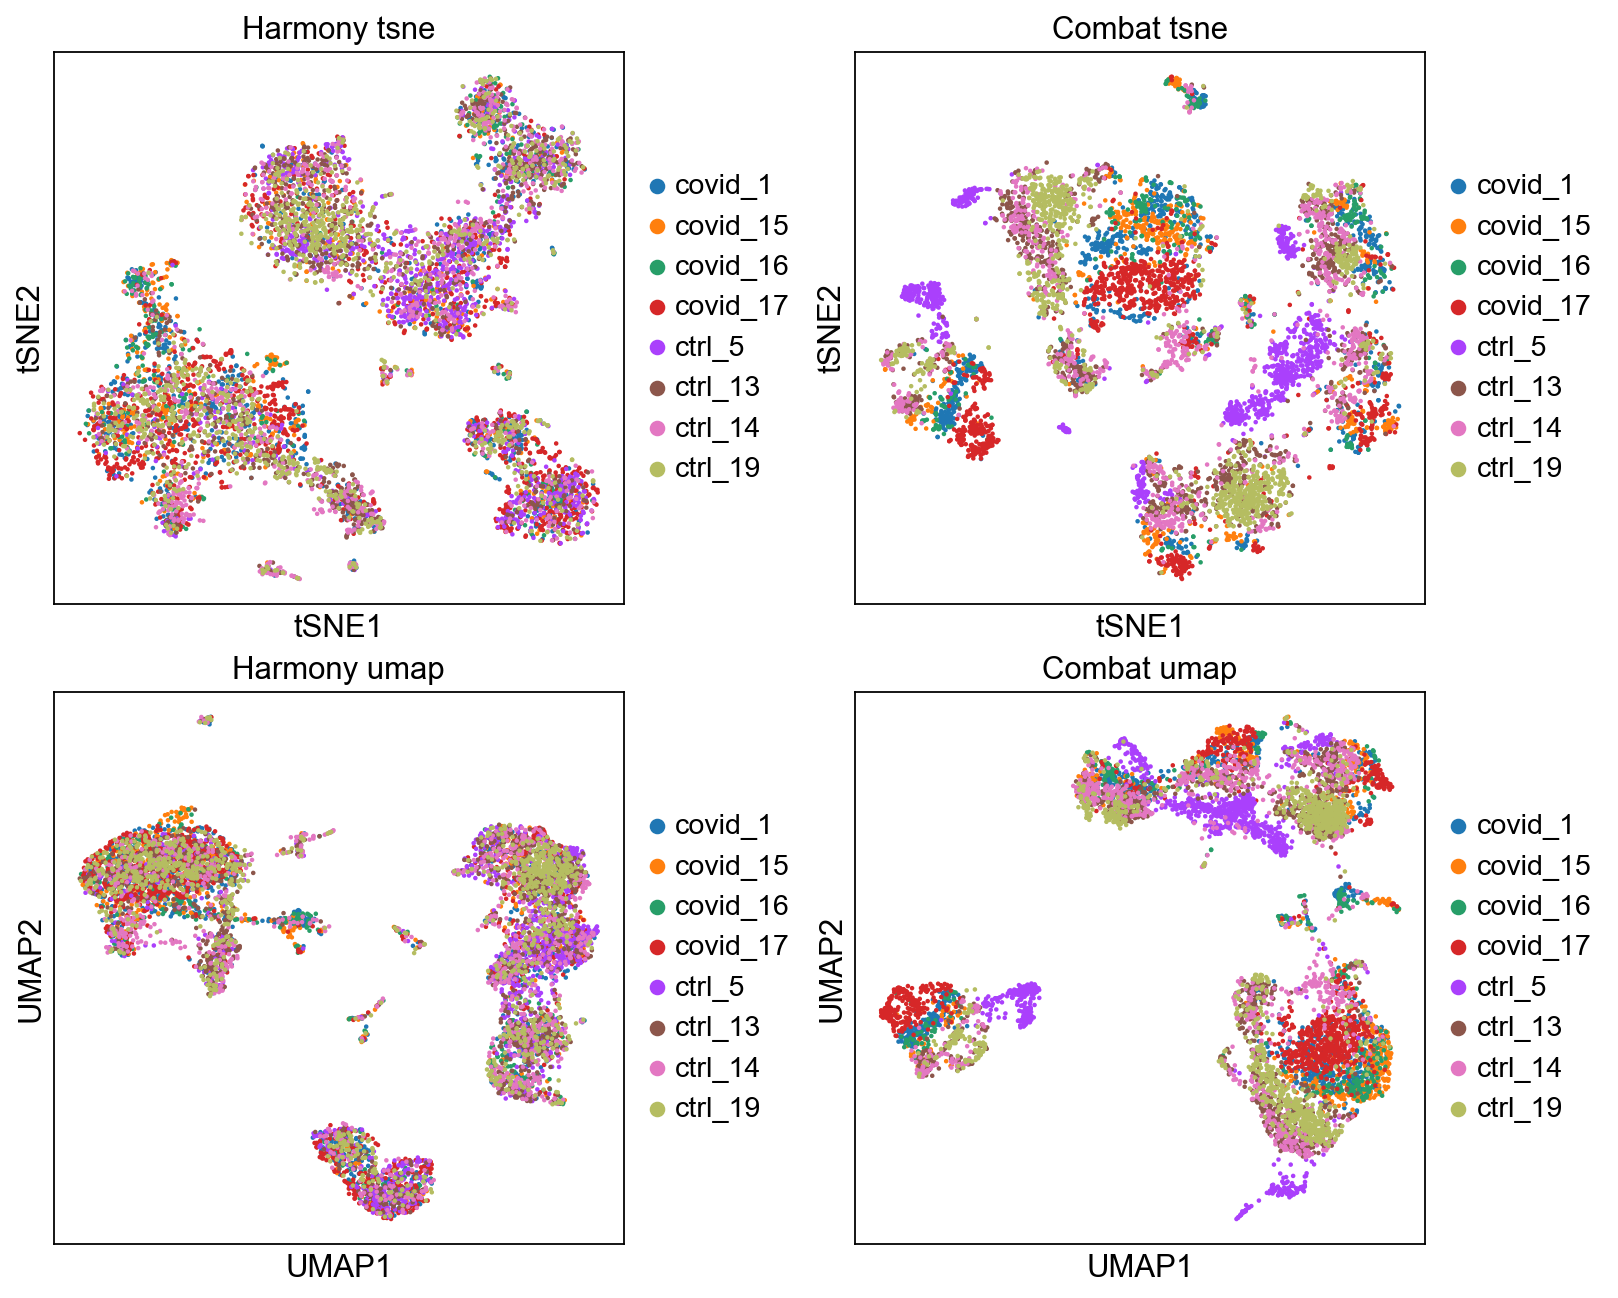 Harmony tsne
tSNE2
tSNE1
covid_1
covid_15
covid_16
covid_17
ctrl_5
ctrl_13
ctrl_14
ctrl_19
Combat tsne
tSNE2
tSNE1
covid_1
covid_15
covid_16
covid_17
ctrl_5
ctrl_13
ctrl_14
ctrl_19
Harmony umap
UMAP2
UMAP1
covid_1
covid_15
covid_16
covid_17
ctrl_5
ctrl_13
ctrl_14
ctrl_19
Combat umap
UMAP2
UMAP1
covid_1
covid_15
covid_16
covid_17
ctrl_5
ctrl_13
ctrl_14
ctrl_19